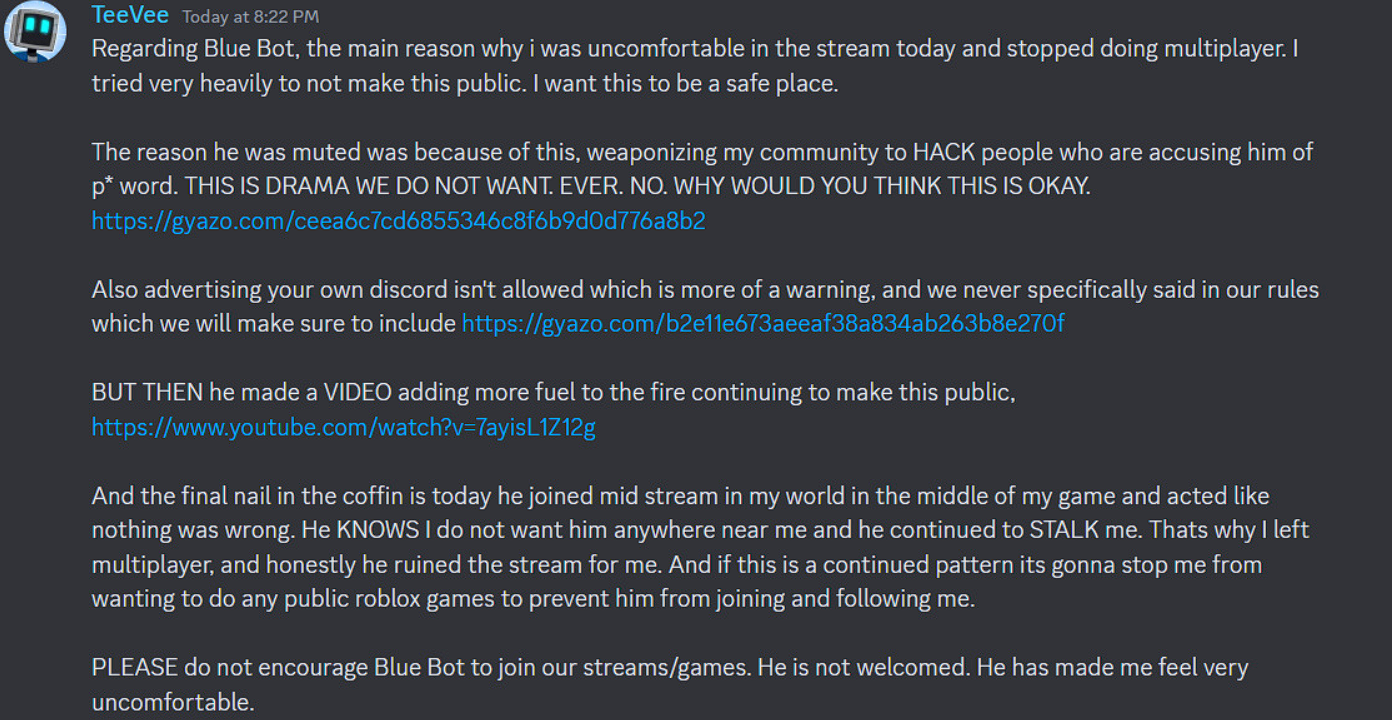 TeeVee Today at 8:22 PM
Regarding Blue Bot, the main reason why i was uncomfortable in the stream today and stopped doing multiplayer. I
tried very heavily to not make this public. I want this to be a safe place.
The reason he was muted was because of this, weaponizing my community to HACK people who are accusing him of
p* word. THIS IS DRAMA WE DO NOT WANT. EVER. NO. WHY WOULD YOU THINK THIS IS OKAY.
https://gyazo.com/ceea6c7cd6855346c8f6b9d0d776a8b2
Also advertising your own discord isn't allowed which is more of a warning, and we never specifically said in our rules
which we will make sure to include https://gyazo.com/b2e11e673aeeaf38a834ab263b8e270f
BUT THEN he made a VIDEO adding more fuel to the fire continuing to make this public,
https://www.youtube.com/watch?v=7ayisL1Z12g
And the final nail in the coffin is today he joined mid stream in my world in the middle of my game and acted like
nothing was wrong. He KNOWS I do not want him anywhere near me and he continued to STALK me. Thats why I left
multiplayer, and honestly he ruined the stream for me. And if this is a continued pattern its gonna stop me from
wanting to do any public roblox games to prevent him from joining and following me.
PLEASE do not encourage Blue Bot to join our streams/games. He is not welcomed. He has made me feel very
uncomfortable.